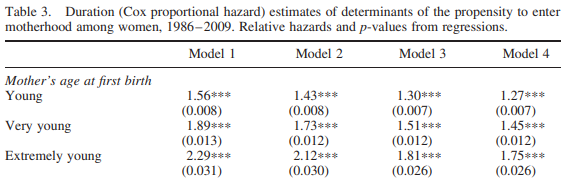 Table 3. Duration (Cox proportional hazard) estimates of determinants of the propensity to enter
motherhood among women, 1986–2009. Relative hazards and p-values from regressions.
Model 1 Model 2 Model 3 Model 4
Mother's age at first birth
Young 1.56*** 1.43*** 1.30*** 1.27***
(0.008) (0.008) (0.007) (0.007)
Very young 1.89*** 1.73*** 1.51*** 1.45***
(0.013) (0.012) (0.012) (0.012)
Extremely young 2.29*** 2.12*** 1.81*** 1.75***
(0.031) (0.030) (0.026) (0.026)